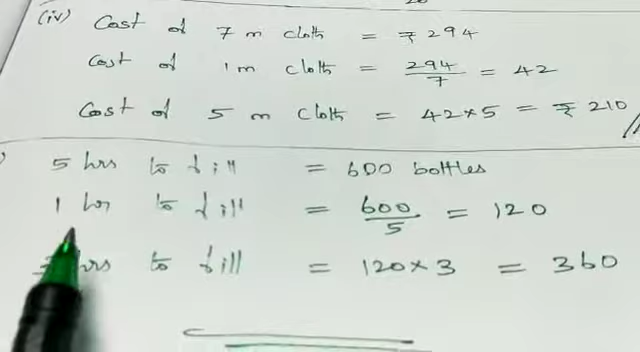 (iv) Cost of 7 m cloth = ₹ 294
Cost of 1 m cloth = 294/7 = 42
Cost of 5 m cloth = 42×5 = ₹ 210 //
5 hrs to fill = 600 bottles
1 hr to fill = 600/5 = 120
hrs to fill = 120×3 = 360